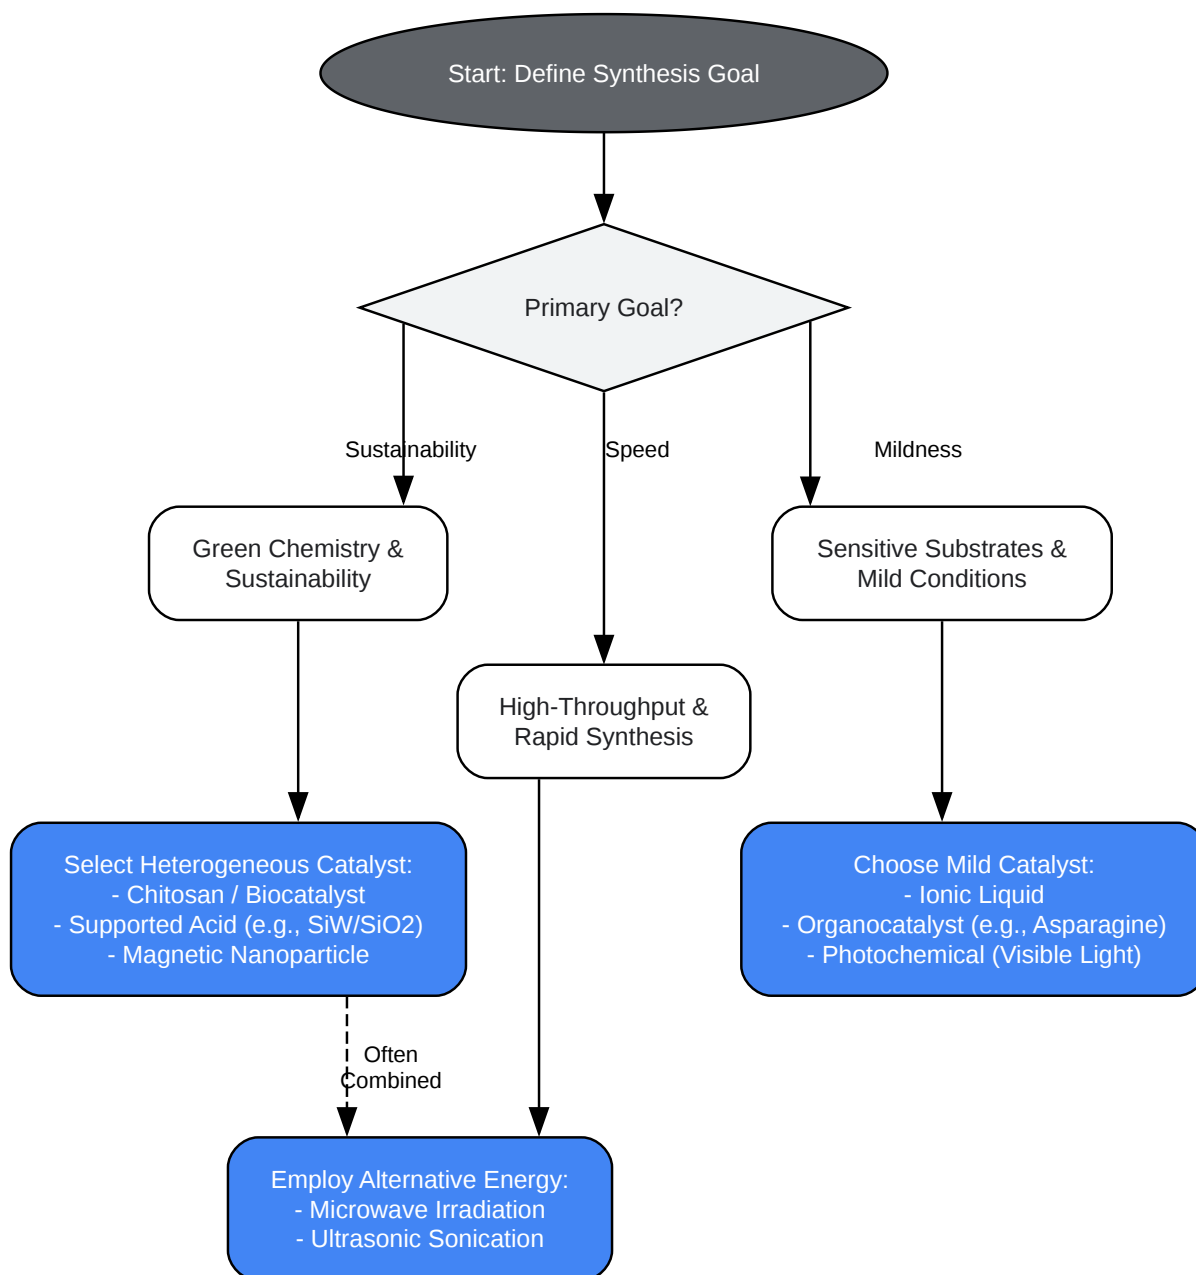 Start: Define Synthesis Goal
Primary Goal?
Sustainability
Speed
Mildness
Green Chemistry &
Sustainability
Sensitive Substrates &
Mild Conditions
High-Throughput &
Rapid Synthesis
Select Heterogeneous Catalyst:
- Chitosan / Biocatalyst
- Supported Acid (e.g., SiW/SiO2)
- Magnetic Nanoparticle
Choose Mild Catalyst:
- Ionic Liquid
- Organocatalyst (e.g., Asparagine)
- Photochemical (Visible Light)
Often
Combined
Employ Alternative Energy:
- Microwave Irradiation
- Ultrasonic Sonication